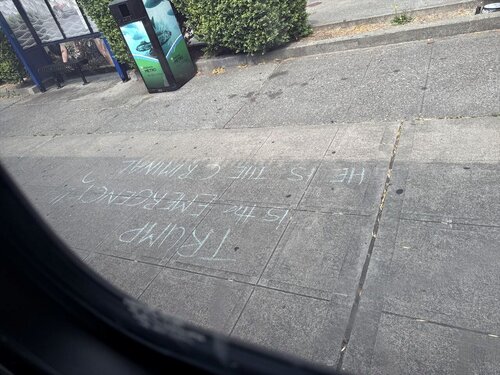 TRUMP
IS the EMERGENCY!!
HE IS THE CRIMINAL